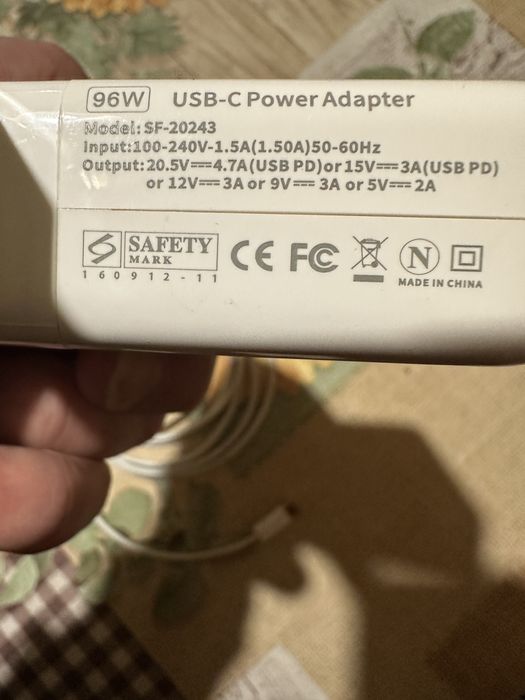 96W USB-C Power Adapter
Model: SF-20243
Input:100-240V-1.5A(1.50A)50-60Hz
Output:20.5V⎓4.7A(USB PD)or15V⎓3A(USB PD)
or 12V⎓3A or 9V⎓ 3A or 5V⎓ 2A
SAFETY
MARK
160912-11
CE FC N
MADE IN CHINA